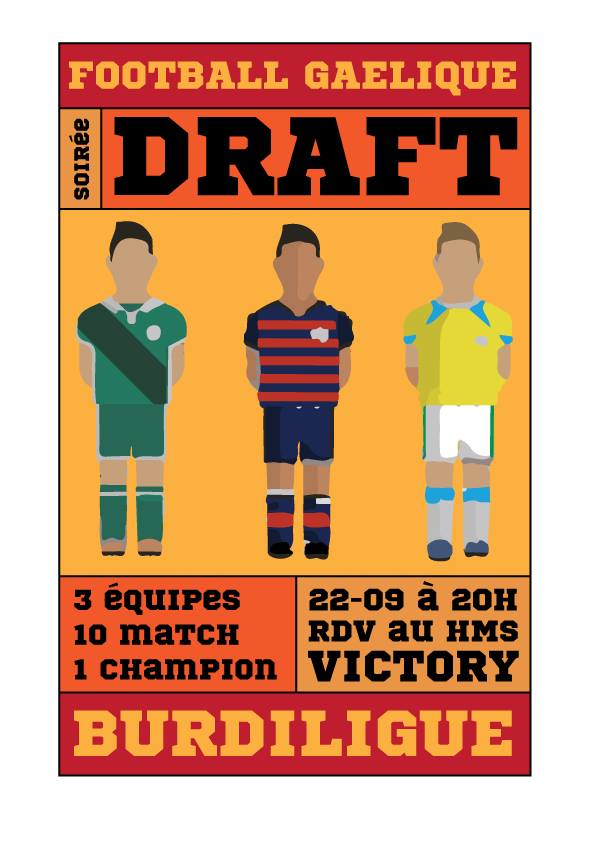 FOOTBALL GAELIQUE
soirée
DRAFT
3 équipes
10 match
1 champion
22-09 à 20H
RDV au HMS
VICTORY
BURDILIGUE